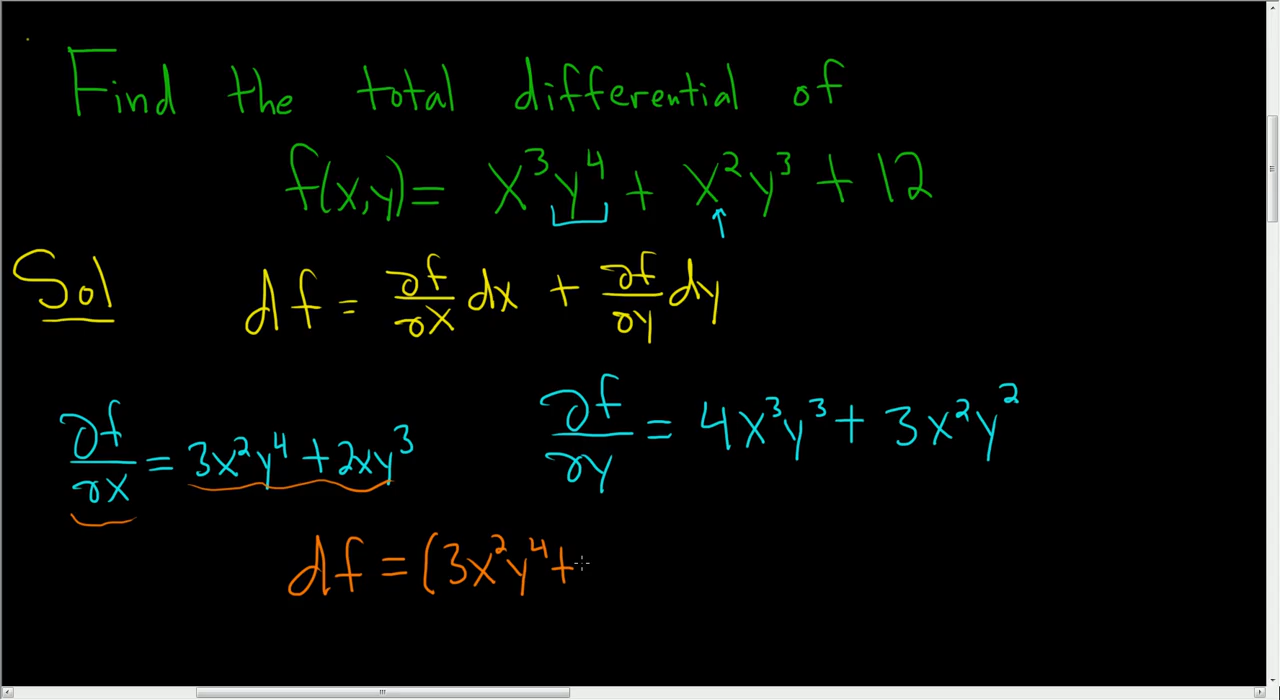 Find the total differential of
f(x,y) = x³y⁴ + x²y³ + 12
Sol df = ∂f/∂x dx + ∂f/∂y dy
∂f/∂x = 3x²y⁴ + 2xy³ ∂f/∂y = 4x³y³ + 3x²y²
df = (3x²y⁴ +